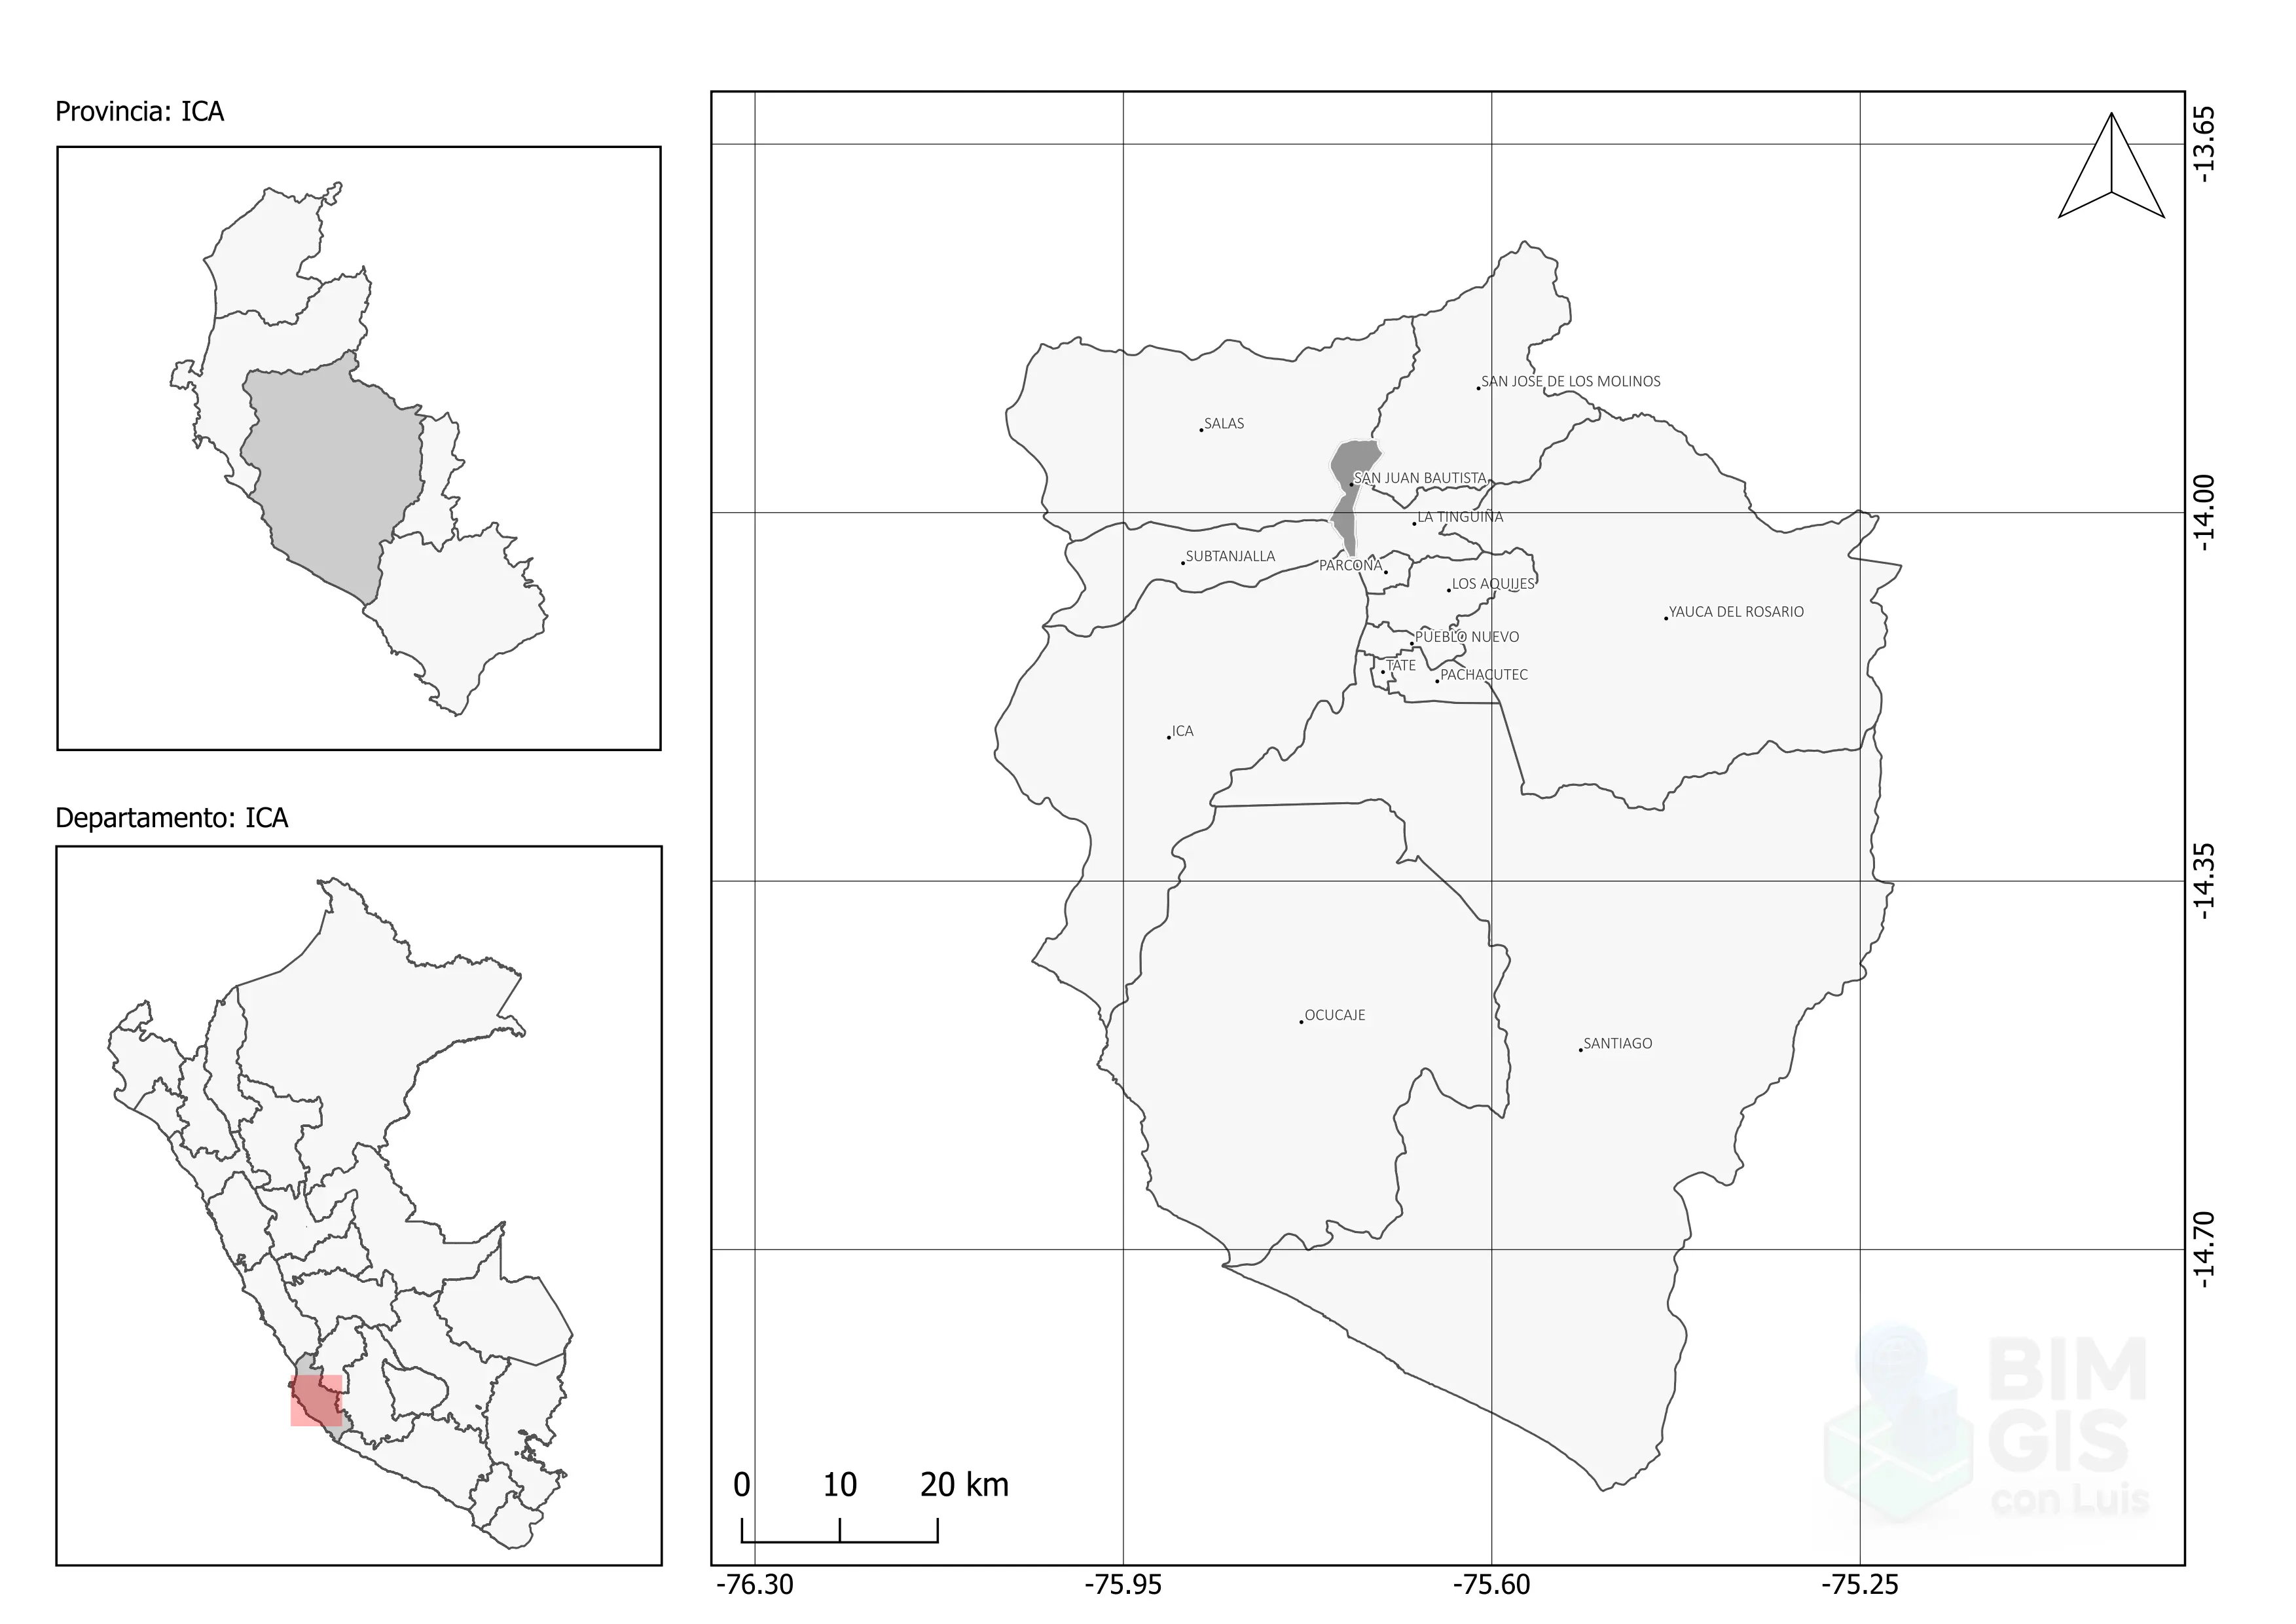 Provincia: ICA
Departamento: ICA
-13.65
-14.00
-14.35
-14.70
SAN JOSE DE LOS MOLINOS
SALAS
SAN JUAN BAUTISTA
LA TINGUIÑA
SUBTANJALLA
PARCONA
LOS AQUIJES
YAUCA DEL ROSARIO
PUEBLO NUEVO
TATE
PACHACUTEC
ICA
OCUCAJE
SANTIAGO
BIM
GIS
con Luis
0 10 20 km
-76.30 -75.95 -75.60 -75.25